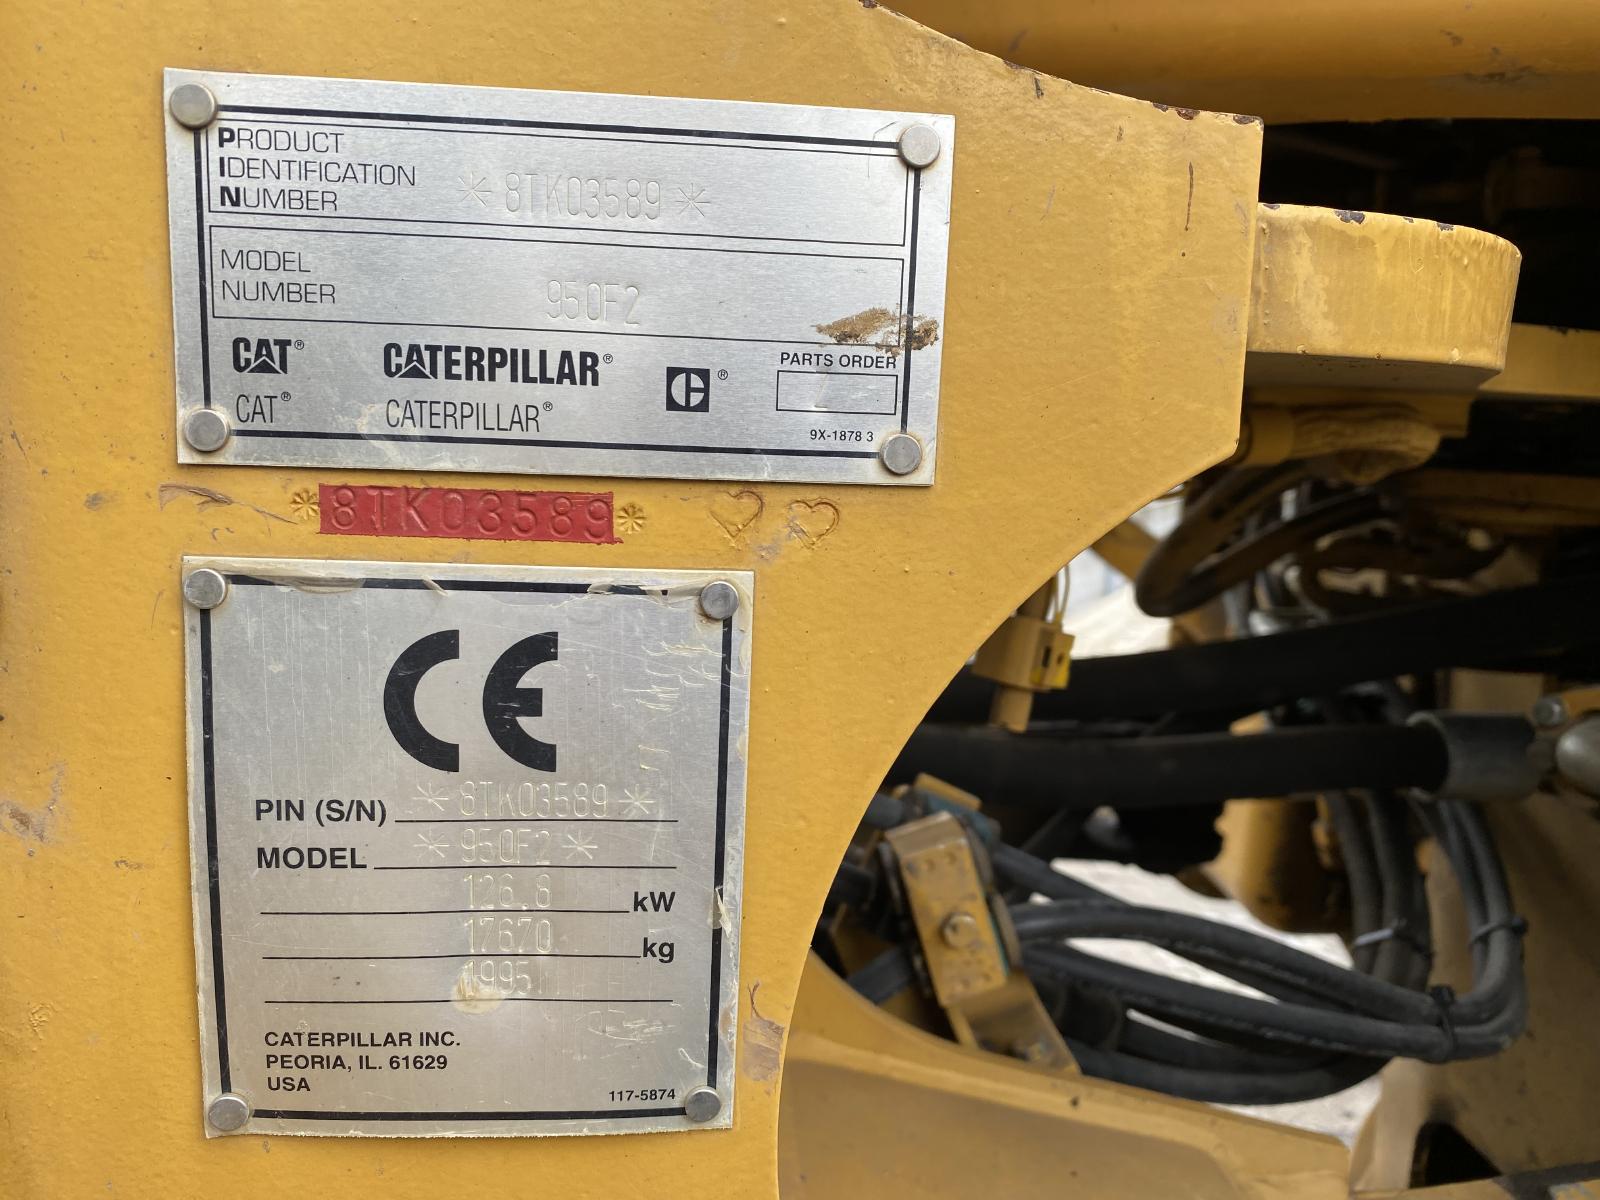 PRODUCT
IDENTIFICATION
NUMBER
*8TK03589*
MODEL
NUMBER
950F2
CAT® CATERPILLAR® ®
CAT® CATERPILLAR®
PARTS ORDER
9X-1878 3
*8TK03589*
CE
PIN (S/N) *8TK03589*
MODEL *950F2*
126.8 kW
17670 kg
1995
CATERPILLAR INC.
PEORIA, IL. 61629
USA
117-5874